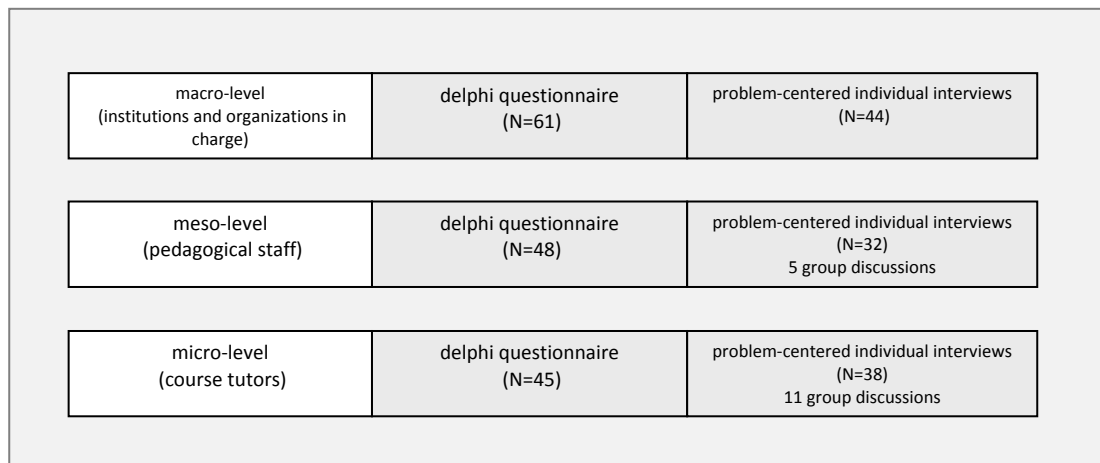 macro-level
(institutions and organizations in
charge)
delphi questionnaire
(N=61)
problem-centered individual interviews
(N=44)
meso-level
(pedagogical staff)
delphi questionnaire
(N=48)
problem-centered individual interviews
(N=32)
5 group discussions
micro-level
(course tutors)
delphi questionnaire
(N=45)
problem-centered individual interviews
(N=38)
11 group discussions